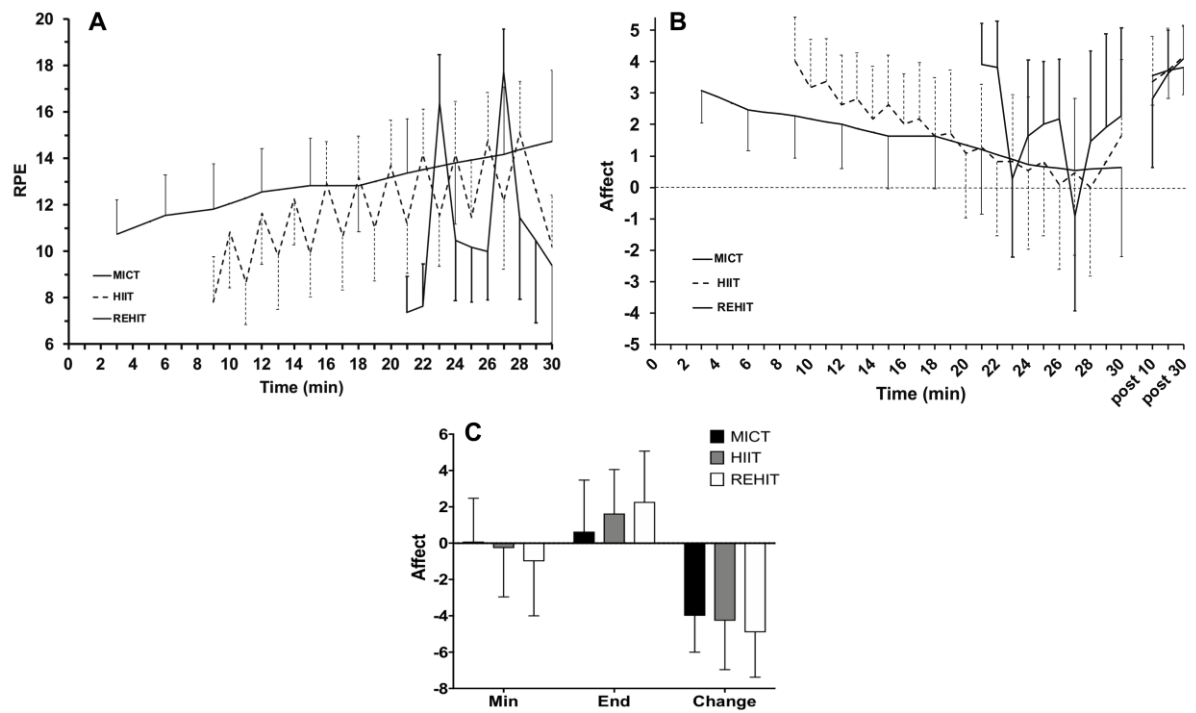 A
RPE
20
18
16
14
12
10
8
6
MICT
HIIT
REHIT
0 2 4 6 8 10 12 14 16 18 20 22 24 26 28 30
Time (min)
B
Affect
5
4
3
2
1
0
-1
-2
-3
-4
-5
MICT
HIIT
REHIT
0 2 4 6 8 10 12 14 16 18 20 22 24 26 28 30 post 10 post 30
Time (min)
C
Affect
6
4
2
0
-2
-4
-6
-8
MICT
HIIT
REHIT
Min End Change